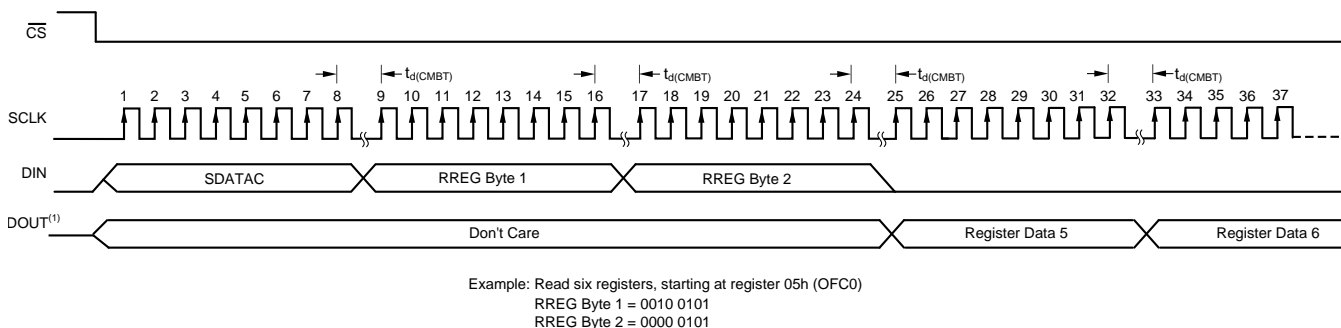 CS
t_d(CMBT) t_d(CMBT) t_d(CMBT) t_d(CMBT)
1 2 3 4 5 6 7 8 9 10 11 12 13 14 15 16 17 18 19 20 21 22 23 24 25 26 27 28 29 30 31 32 33 34 35 36 37
SCLK
DIN SDATAC RREG Byte 1 RREG Byte 2
DOUT(1) Don't Care Register Data 5 Register Data 6
Example: Read six registers, starting at register 05h (OFC0)
RREG Byte 1 = 0010 0101
RREG Byte 2 = 0000 0101